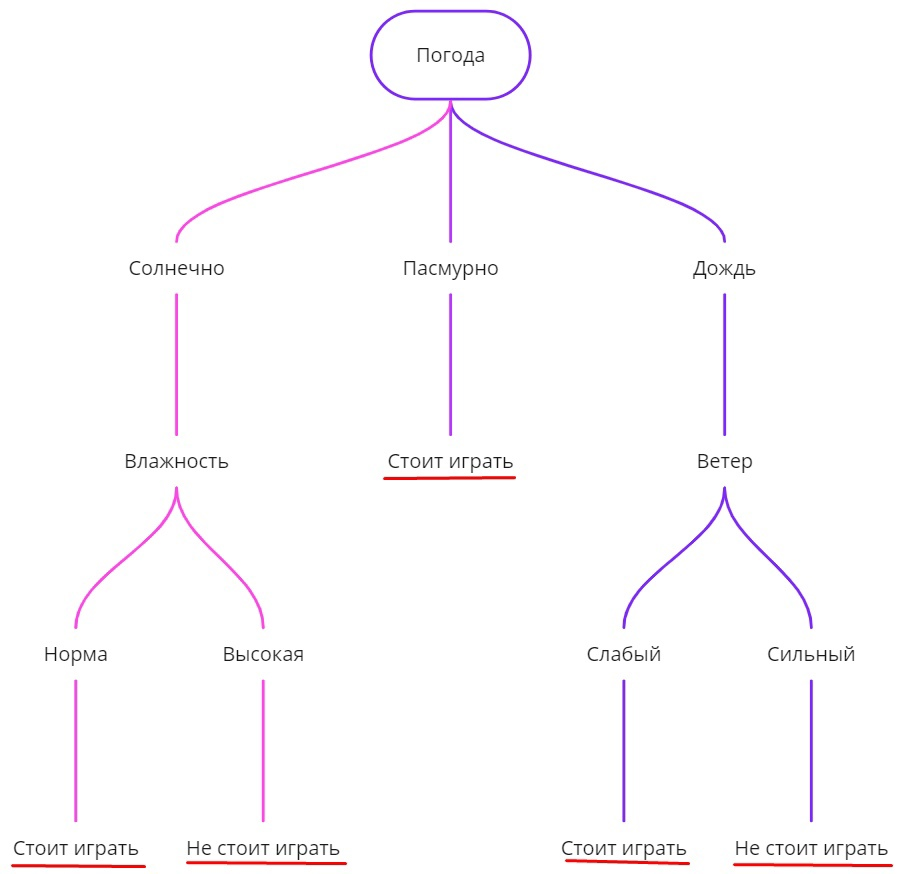 Погода
Солнечно
Пасмурно
Дождь
Влажность
Стоит играть
Ветер
Норма
Высокая
Слабый
Сильный
Стоит играть
Не стоит играть
Стоит играть
Не стоит играть